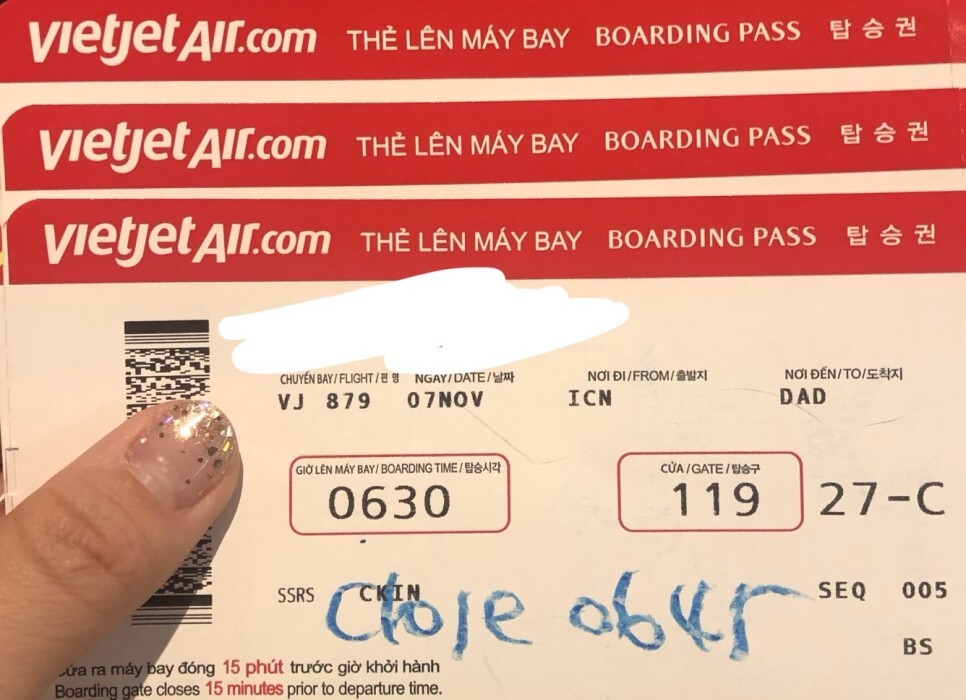 vietjetAir.com THẺ LÊN MÁY BAY BOARDING PASS 탑승권
vietjetAir.com THẺ LÊN MÁY BAY BOARDING PASS 탑승권
vietjetAir.com THẺ LÊN MÁY BAY BOARDING PASS 탑승권
CHUYẾN BAY/FLIGHT/편 명 NGÀY/DATE/날짜 NƠI ĐI/FROM/출발지 NƠI ĐẾN/TO/도착지
VJ 879 07NOV ICN DAD
GIỜ LÊN MÁY BAY/BOARDING TIME/탑승시각 CỬA/GATE/탑승구
0630 119 27-C
SSRS CKIN SEQ 005
Close 0645
BS
Cửa ra máy bay đóng 15 phút trước giờ khởi hành
Boarding gate closes 15 minutes prior to departure time.